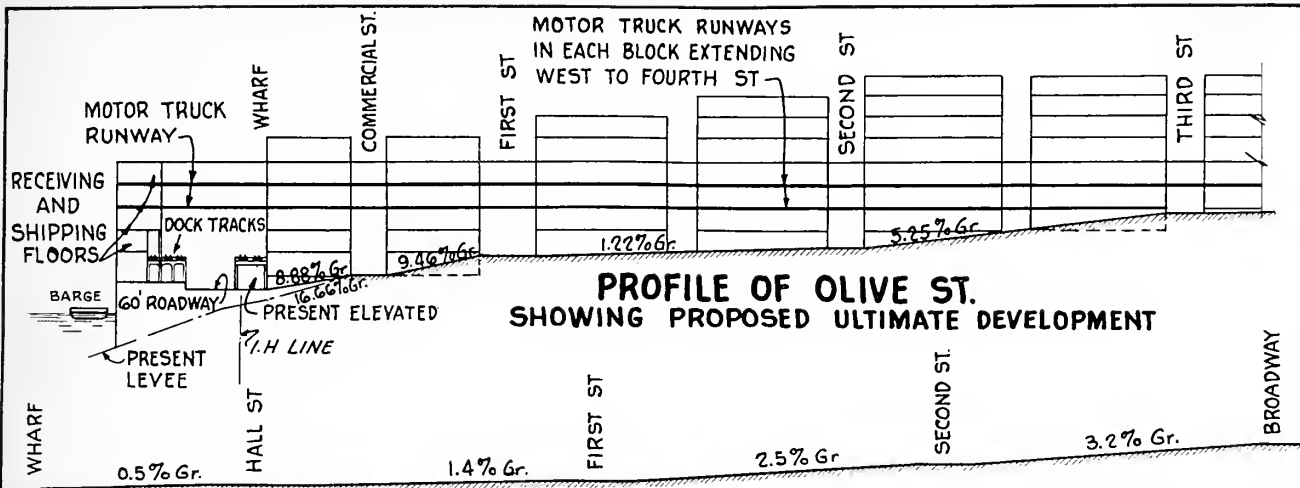 MOTOR TRUCK RUNWAYS
IN EACH BLOCK EXTENDING
WEST TO FOURTH ST
WHARF
COMMERCIAL ST.
FIRST ST
SECOND ST
THIRD ST
MOTOR TRUCK
RUNWAY
RECEIVING
AND
SHIPPING
FLOORS
DOCK TRACKS
8.88% Gr.
9.46% Gr.
1.22% Gr.
5.25% Gr.
16.66% Gr.
BARGE
60' ROADWAY
PRESENT ELEVATED
PROFILE OF OLIVE ST.
SHOWING PROPOSED ULTIMATE DEVELOPMENT
I.H LINE
PRESENT
LEVEE
WHARF
HALL ST
FIRST ST
SECOND ST.
BROADWAY
0.5% Gr.
1.4% Gr.
2.5% Gr.
3.2% Gr.